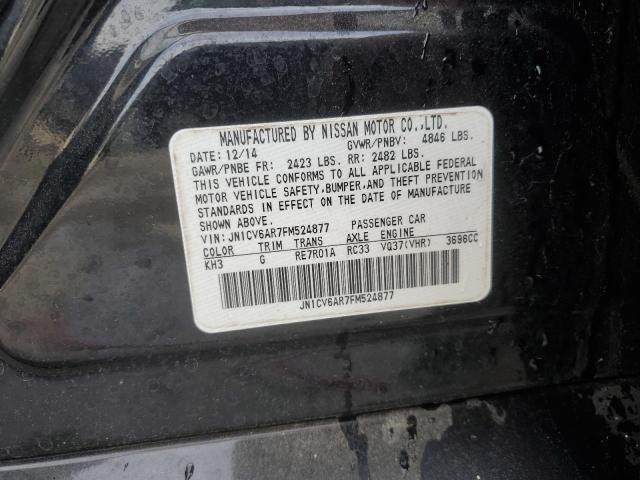 MANUFACTURED BY NISSAN MOTOR CO.,LTD.
DATE: 12/14 GVWR/PNBV: 4846 LBS.
GAWR/PNBE FR: 2423 LBS. RR: 2482 LBS.
THIS VEHICLE CONFORMS TO ALL APPLICABLE FEDERAL
MOTOR VEHICLE SAFETY,BUMPER,AND THEFT PREVENTION
STANDARDS IN EFFECT ON THE DATE OF MANUFACTURE
SHOWN ABOVE.
VIN: JN1CV6AR7FM524877 PASSENGER CAR
COLOR TRIM TRANS AXLE ENGINE
KH3 G RE7R01A RC33 VQ37(VHR) 3696CC
JN1CV6AR7FM524877